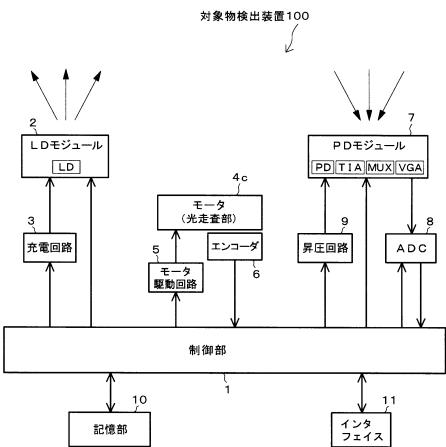 対象物検出装置100
2
LDモジュール
LD
7
PDモジュール
PD TIA MUX VGA
4c
モータ
(光走査部)
エンコーダ
6
3
充電回路
5
モータ
駆動回路
9
昇圧回路
8
ADC
制御部
1
10
記憶部
11
インタ
フェイス